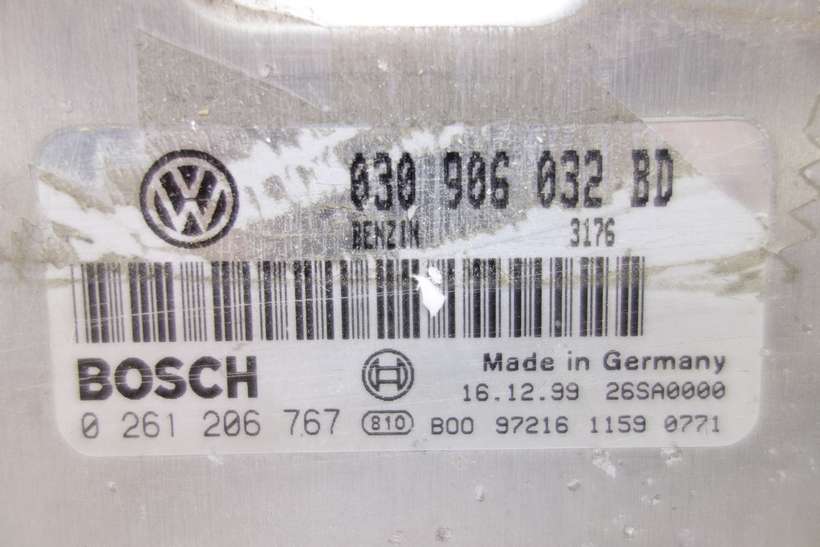 030 906 032 BD
BENZIN 3176
BOSCH
Made in Germany
16.12.99 26SA0000
0 261 206 767 810 B00 97216 1159 0771